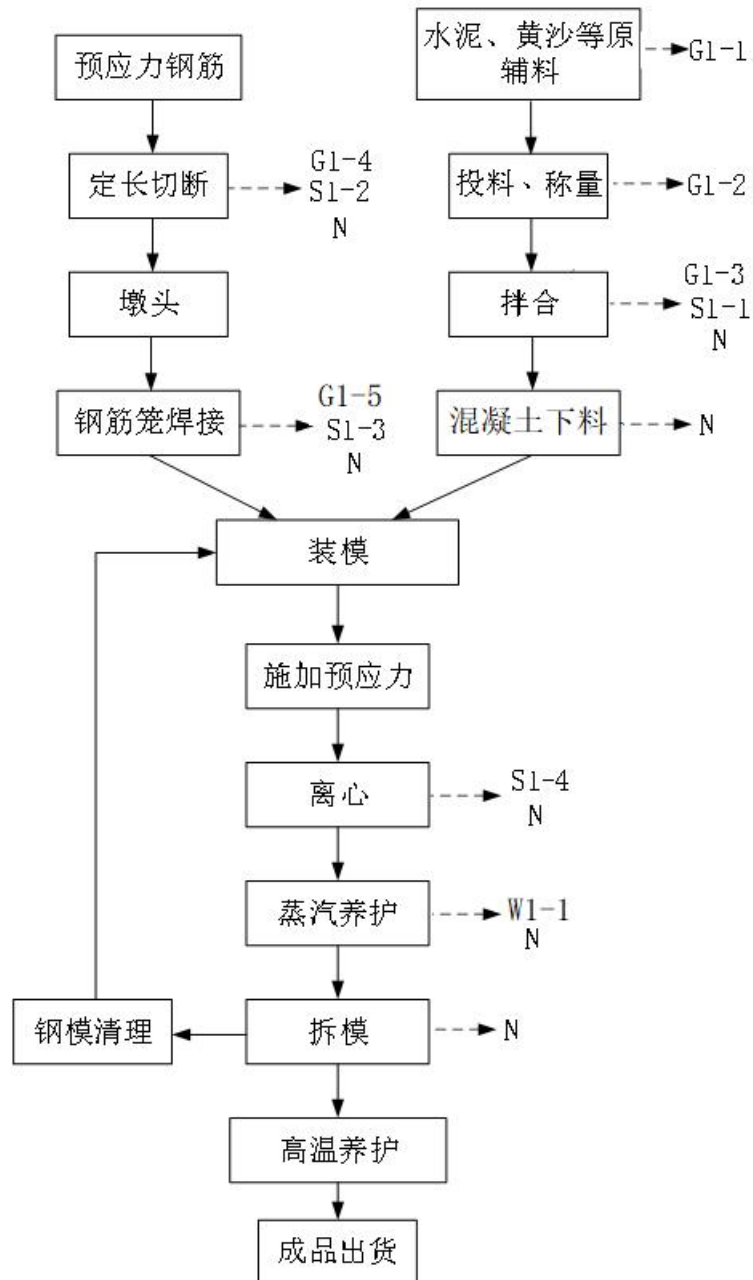 预应力钢筋
水泥、黄沙等原
辅料
G1-1
定长切断
G1-4
S1-2
N
投料、称量
G1-2
墩头
拌合
G1-3
S1-1
N
钢筋笼焊接
G1-5
S1-3
N
混凝土下料
N
装模
施加预应力
离心
S1-4
N
蒸汽养护
W1-1
N
钢模清理
拆模
N
高温养护
成品出货